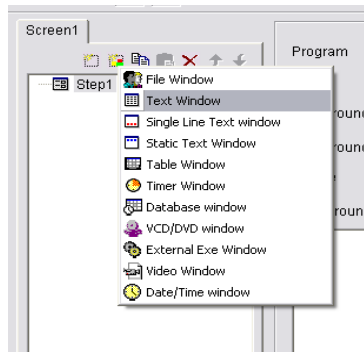 Screen1
Program
Step1
File Window
Text Window
Single Line Text window
Static Text Window
Table Window
Timer Window
Database window
VCD/DVD window
External Exe Window
Video Window
Date/Time window